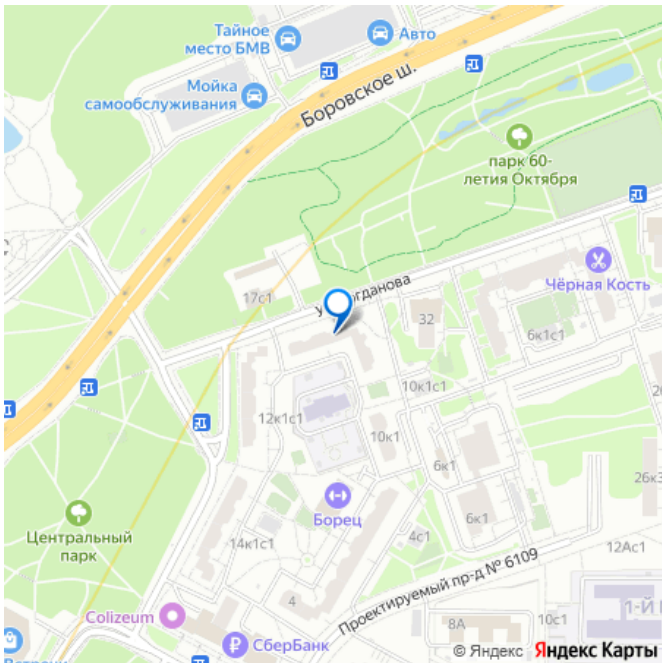 Тайное
место БМВ
Авто
Мойка
самообслуживания
Боровское ш.
парк 60-
летия Октября
17с1
Чёрная Кость
32
6к1с1
10к1с1
12к1с1
10к1
6к1
26к3
Борец
6к1
4с1
Центральный
парк
14к1с1
12Ас1
Проектируемый пр-д № 6109
4
Colizeum
8А
10с1
1-Й
СберБанк
© Яндекс Яндекс Карты